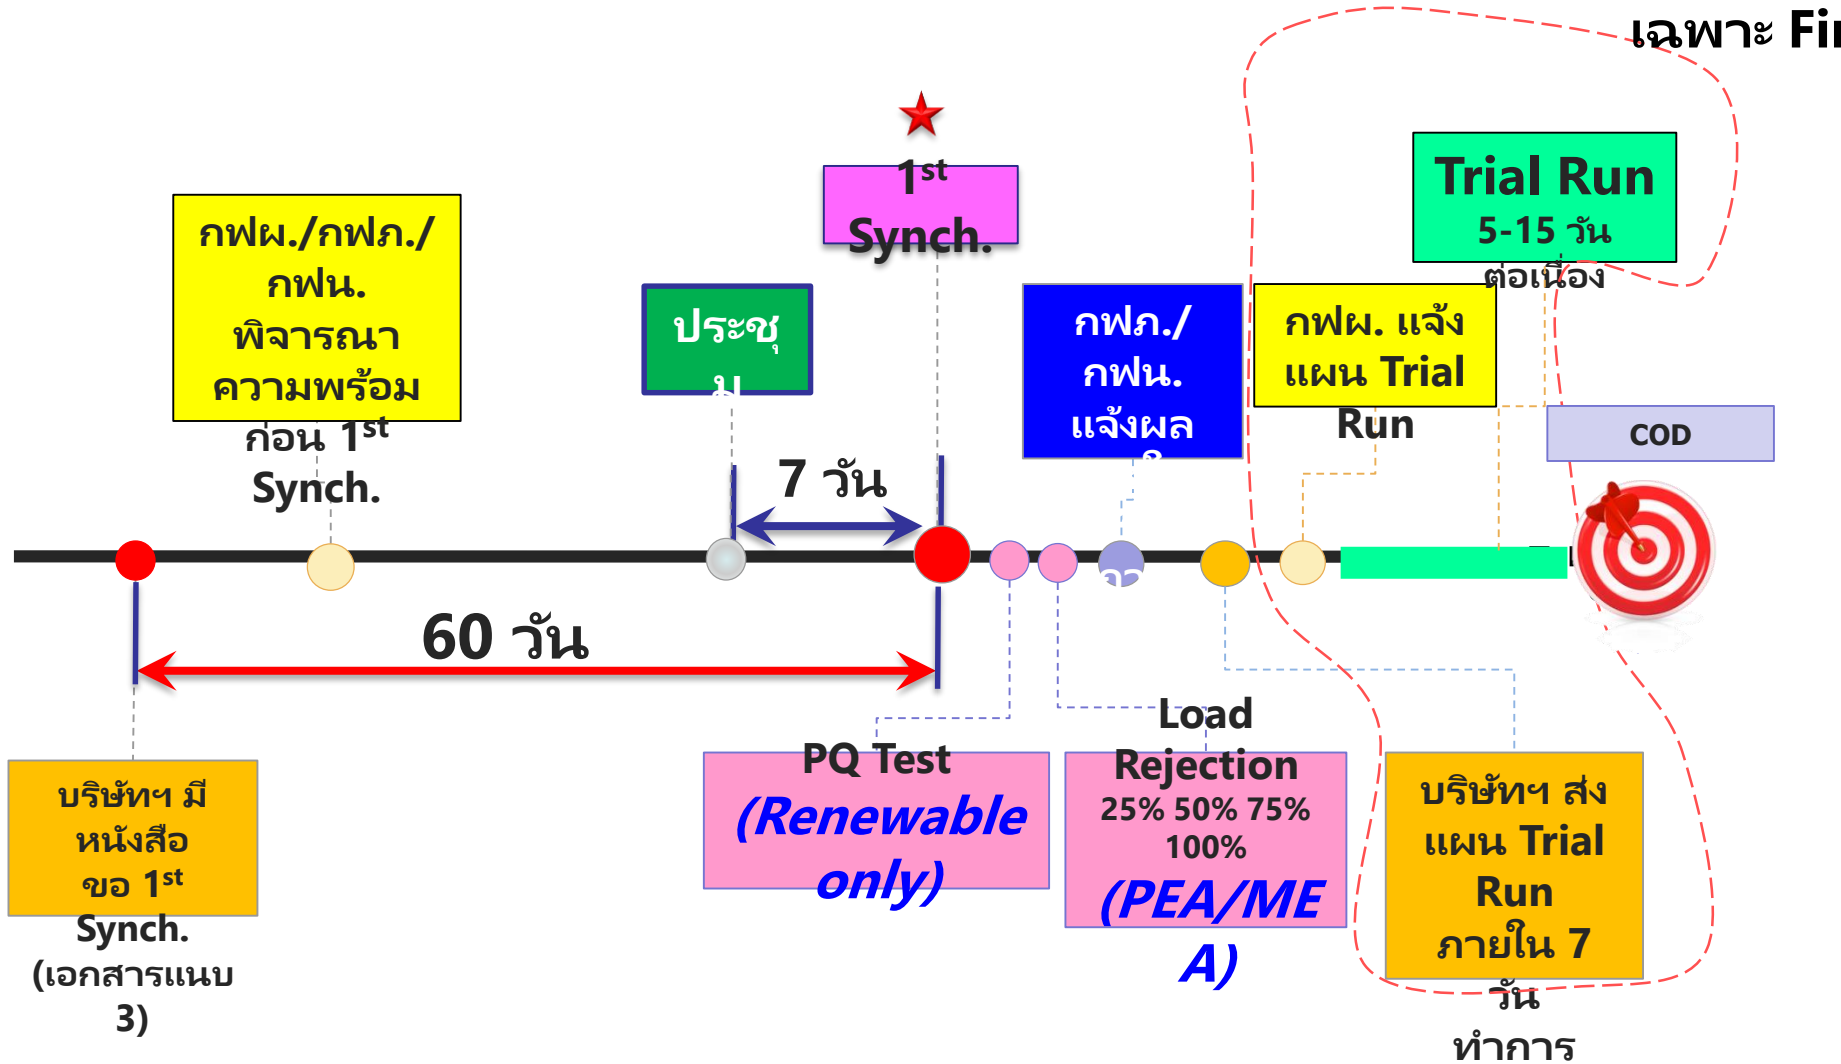 เฉพาะ
1st
Synch.
Trial Run
5-15 วัน
ต่อเนื่อง
กฟผ./กฟภ./
กฟน.
พิจารณา
ความพร้อม
ก่อน 1st
Synch.
ประชุ
ม
กฟภ./
กฟน.
แจ้งผล
กฟผ. แจ้ง
แผน Trial
Run
COD
7 วัน
60 วัน
บริษัทฯ มี
หนังสือ
ขอ 1st
Synch.
(เอกสารแนบ
3)
PQ Test
(Renewable
only)
Load
Rejection
25% 50% 75%
100%
(PEA/ME
A)
บริษัทฯ ส่ง
แผน Trial
Run
ภายใน 7
วัน
ทำการ